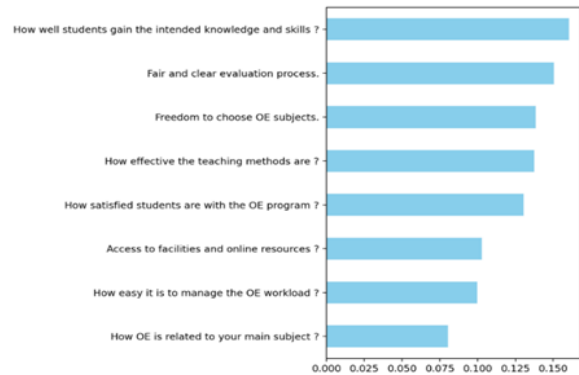 How well students gain the intended knowledge and skills ?
Fair and clear evaluation process.
Freedom to choose OE subjects.
How effective the teaching methods are ?
How satisfied students are with the OE program ?
Access to facilities and online resources ?
How easy it is to manage the OE workload ?
How OE is related to your main subject ?
0.000 0.025 0.050 0.075 0.100 0.125 0.150